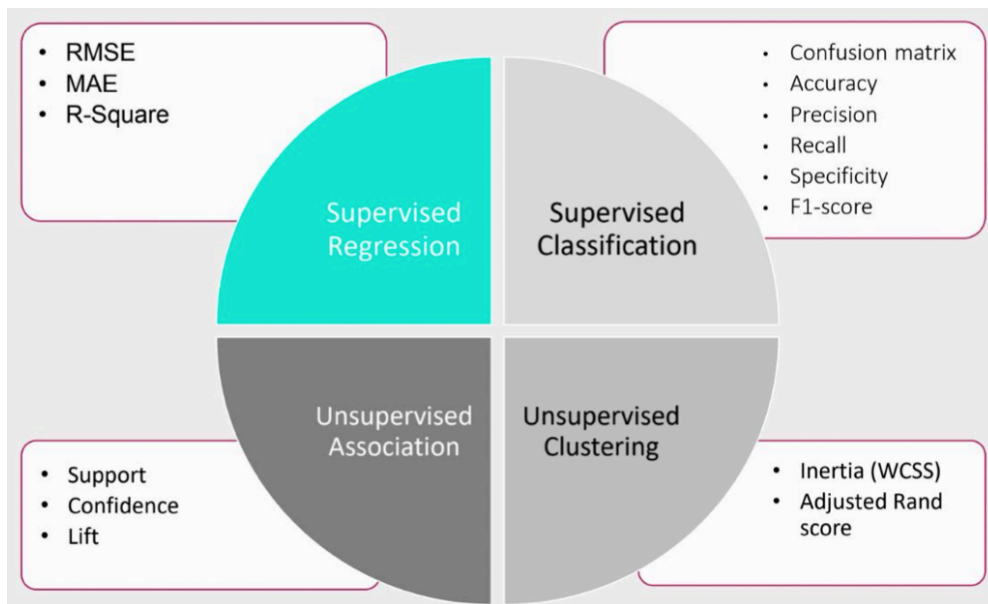 • RMSE
• MAE
• R-Square
• Confusion matrix
• Accuracy
• Precision
• Recall
• Specificity
• F1-score
Supervised
Regression
Supervised
Classification
Unsupervised
Association
Unsupervised
Clustering
• Support
• Confidence
• Lift
• Inertia (WCSS)
• Adjusted Rand
score